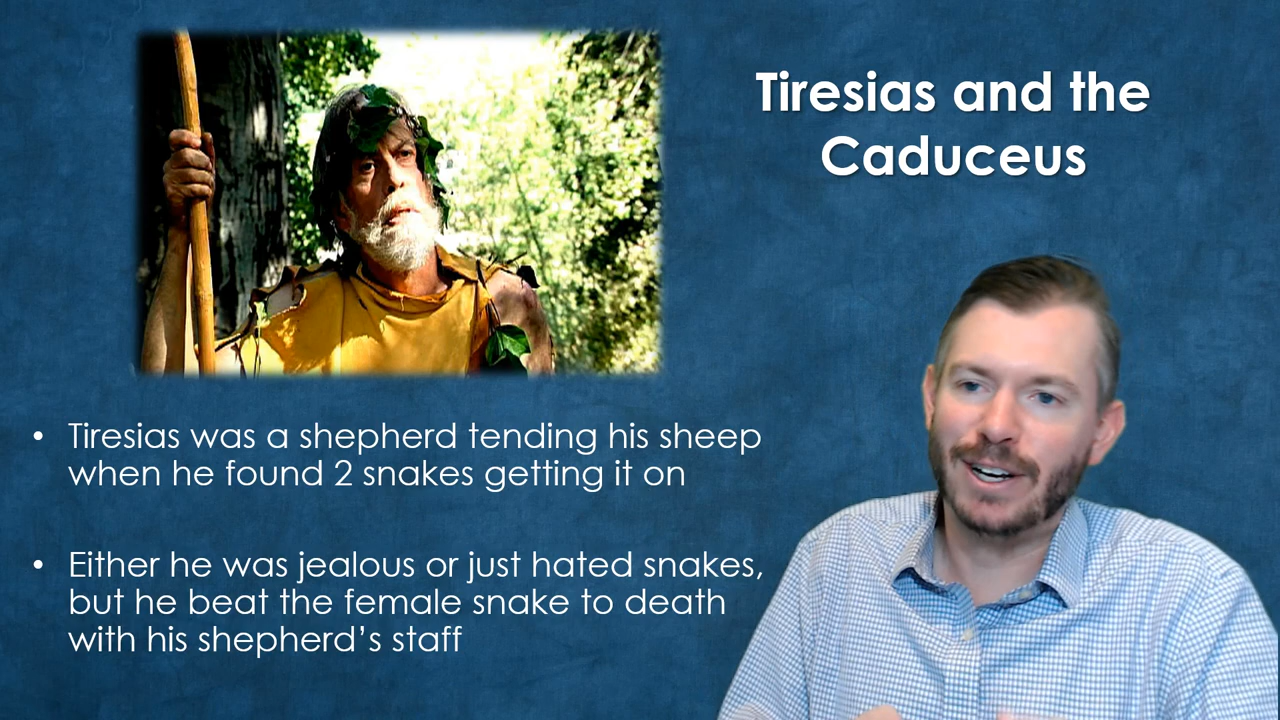 Tiresias and the
Caduceus
• Tiresias was a shepherd tending his sheep
when he found 2 snakes getting it on
• Either he was jealous or just hated snakes,
but he beat the female snake to death
with his shepherd’s staff